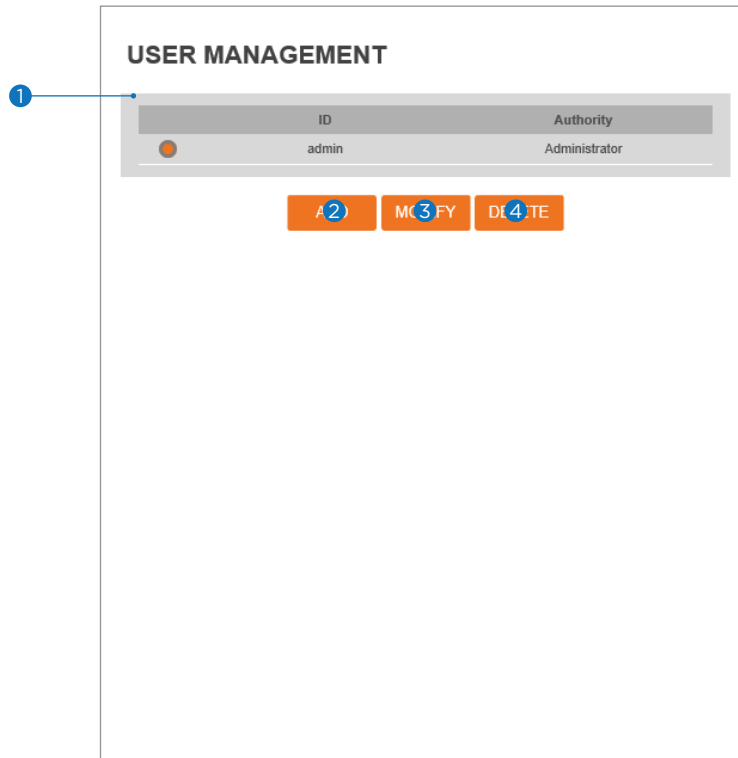 USER MANAGEMENT
1
ID Authority
admin Administrator
2 3 4